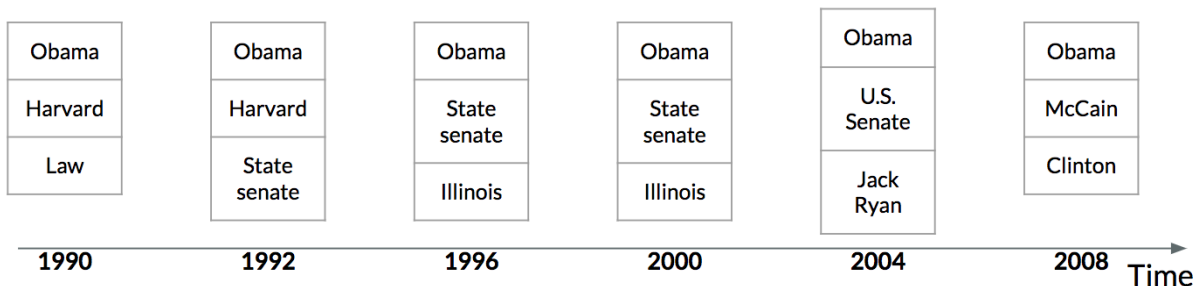 Obama
Harvard
Law
Obama
Harvard
State
senate
Obama
State
senate
Illinois
Obama
State
senate
Illinois
Obama
U.S.
Senate
Jack
Ryan
Obama
McCain
Clinton
1990
1992
1996
2000
2004
2008
Time